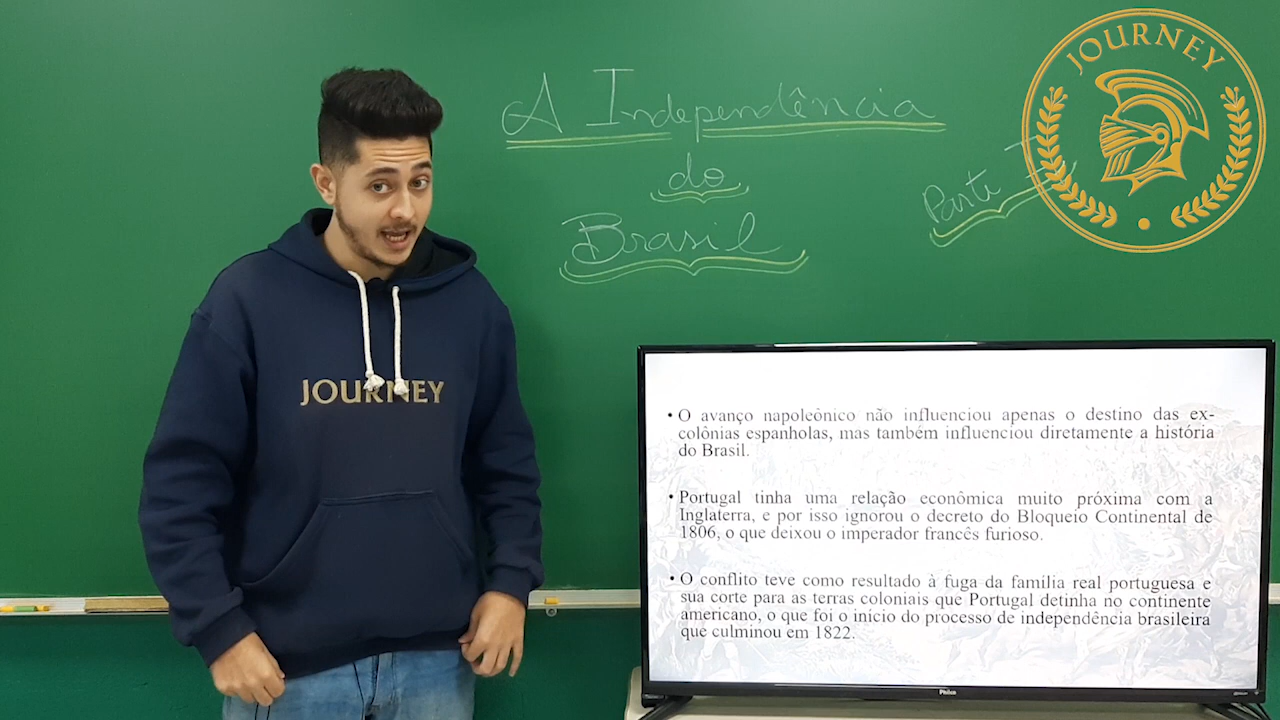 JOURNEY
A Independência
do
Brasil
Parte I
JOURNEY
• O avanço napoleônico não influenciou apenas o destino das ex-
colônias espanholas, mas também influenciou diretamente a história
do Brasil.
• Portugal tinha uma relação econômica muito próxima com a
Inglaterra, e por isso ignorou o decreto do Bloqueio Continental de
1806, o que deixou o imperador francês furioso.
• O conflito teve como resultado à fuga da família real portuguesa e
sua corte para as terras coloniais que Portugal detinha no continente
americano, o que foi o início do processo de independência brasileira
que culminou em 1822.
Philco